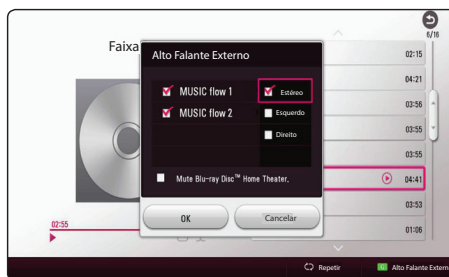 6/16
Faixa
Alto Falante Externo
MUSIC flow 1
Estéreo
MUSIC flow 2
Esquerdo
Direito
Mute Blu-ray Disc™ Home Theater.
OK
Cancelar
02:15
04:21
03:56
03:55
03:55
04:41
03:53
01:06
02:55
Repetir
Alto Falante Extern